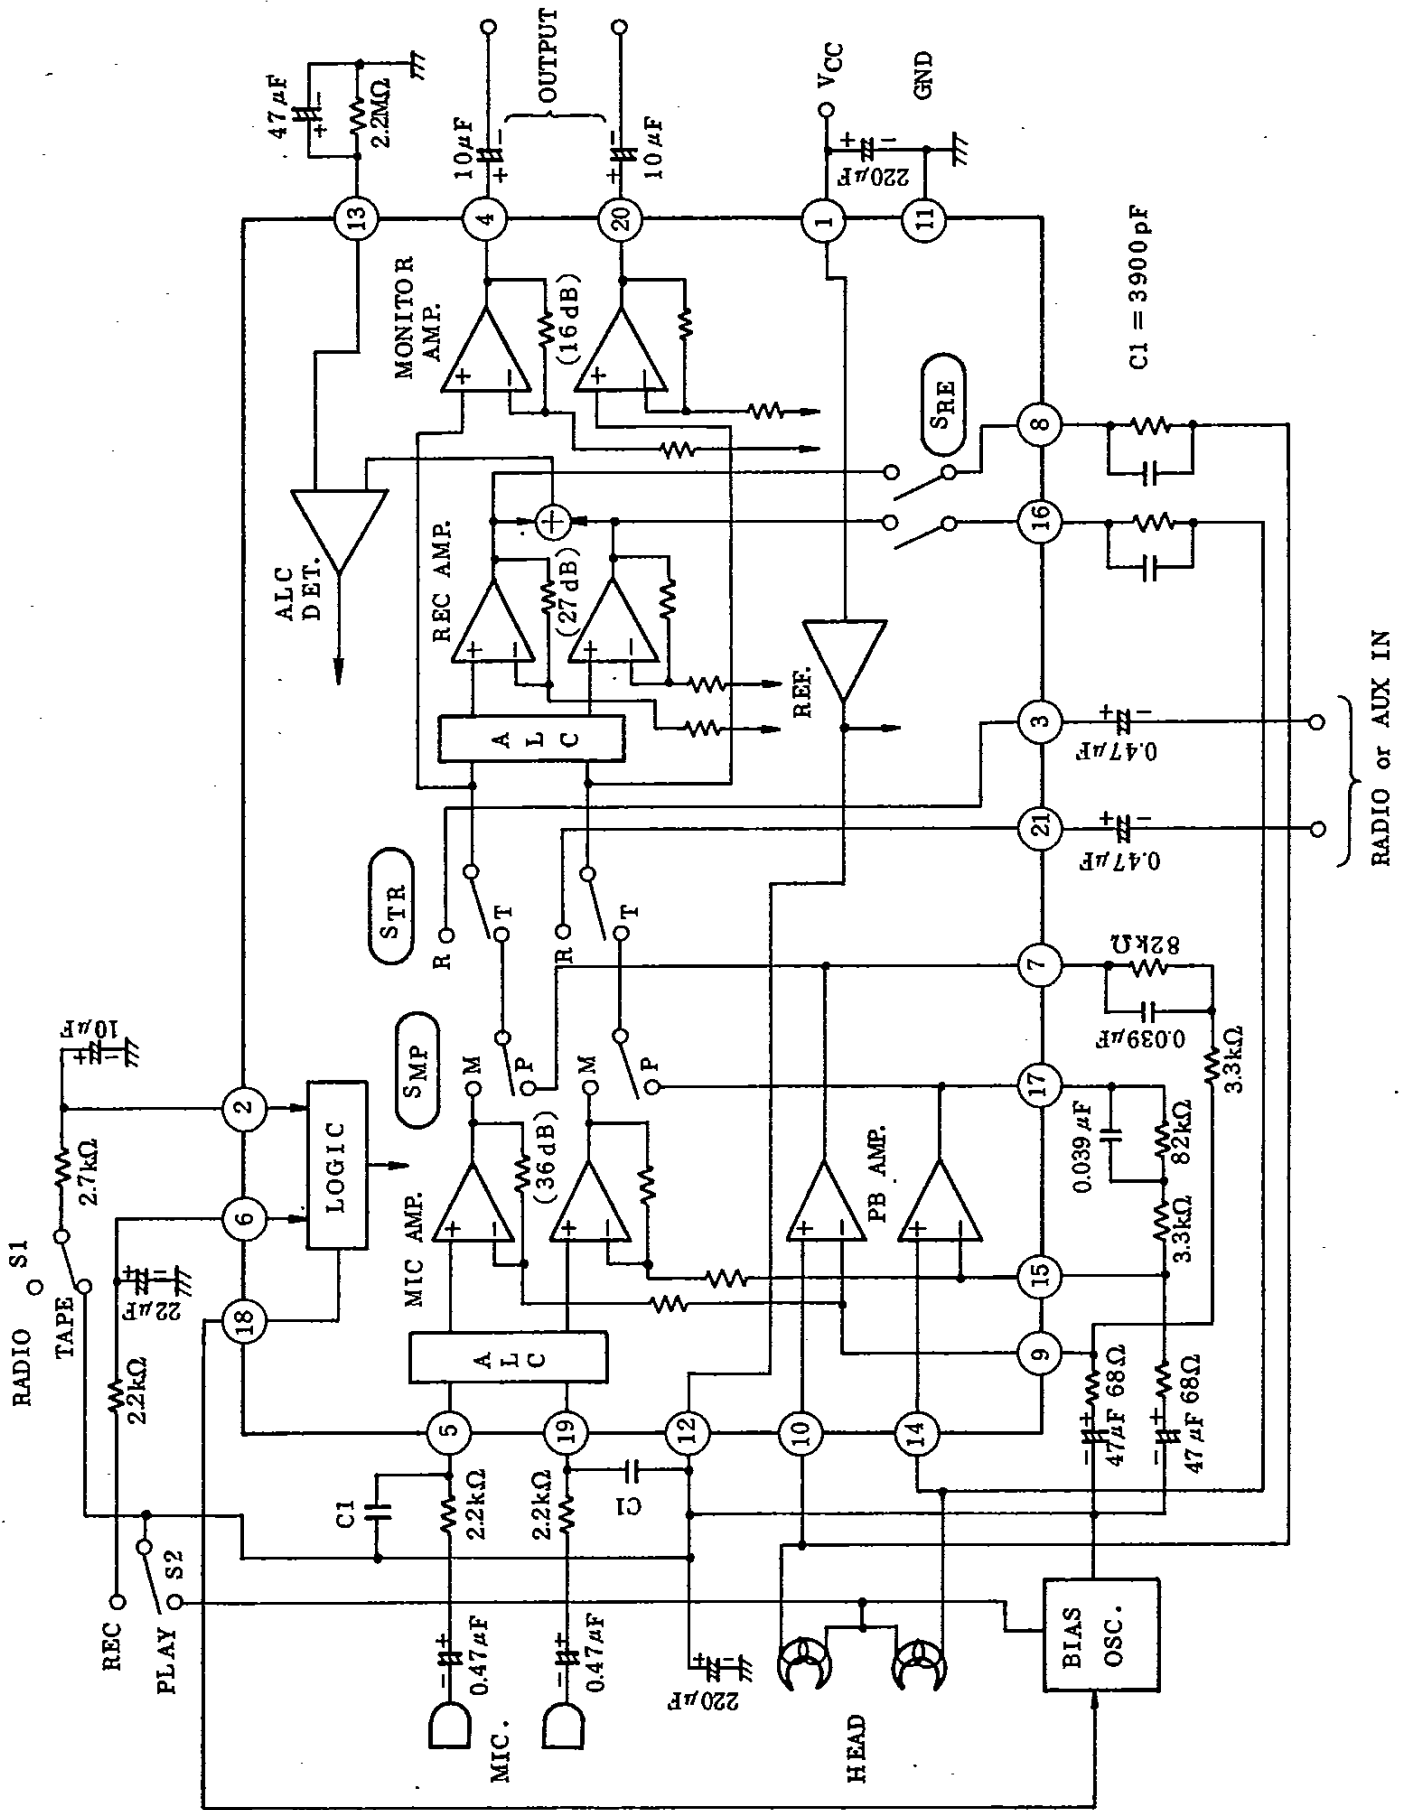 RADIO S1
TAPE
2.7kΩ
10μF
+
−
REC
PLAY
S2
2.2kΩ
22μF
+
−
18
6
2
LOGIC
13
47μF
+
−
2.2MΩ
ALC
DET.
C1
5
2.2kΩ
0.47μF
−
+
MIC.
19
2.2kΩ
0.47μF
−
+
C1
12
220μF
+
−
ALC
MIC AMP.
+
−
(36dB)
+
−
SMP
M
P
M
P
STR
R
T
R
T
ALC
REC AMP.
+
−
(27dB)
+
−
+
MONITOR
AMP.
+
−
(16dB)
+
−
4
10μF
+
−
OUTPUT
20
10μF
+
−
REF.
1
VCC
+
−
220μF
11
GND
SRE
HEAD
10
14
PB AMP.
+
−
+
−
9
15
17
7
21
3
16
8
C1=3900pF
BIAS
OSC.
−
+
47μF
68Ω
−
+
47μF
68Ω
3.3kΩ
82kΩ
0.039μF
3.3kΩ
0.039μF
82kΩ
+
−
0.47μF
+
−
0.47μF
RADIO or AUX IN